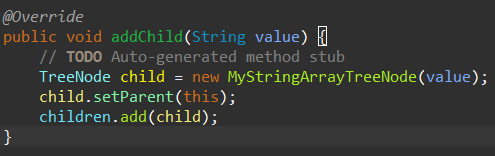 @Override
public void addChild(String value) {
    // TODO Auto-generated method stub
    TreeNode child = new MyStringArrayTreeNode(value);
    child.setParent(this);
    children.add(child);
}